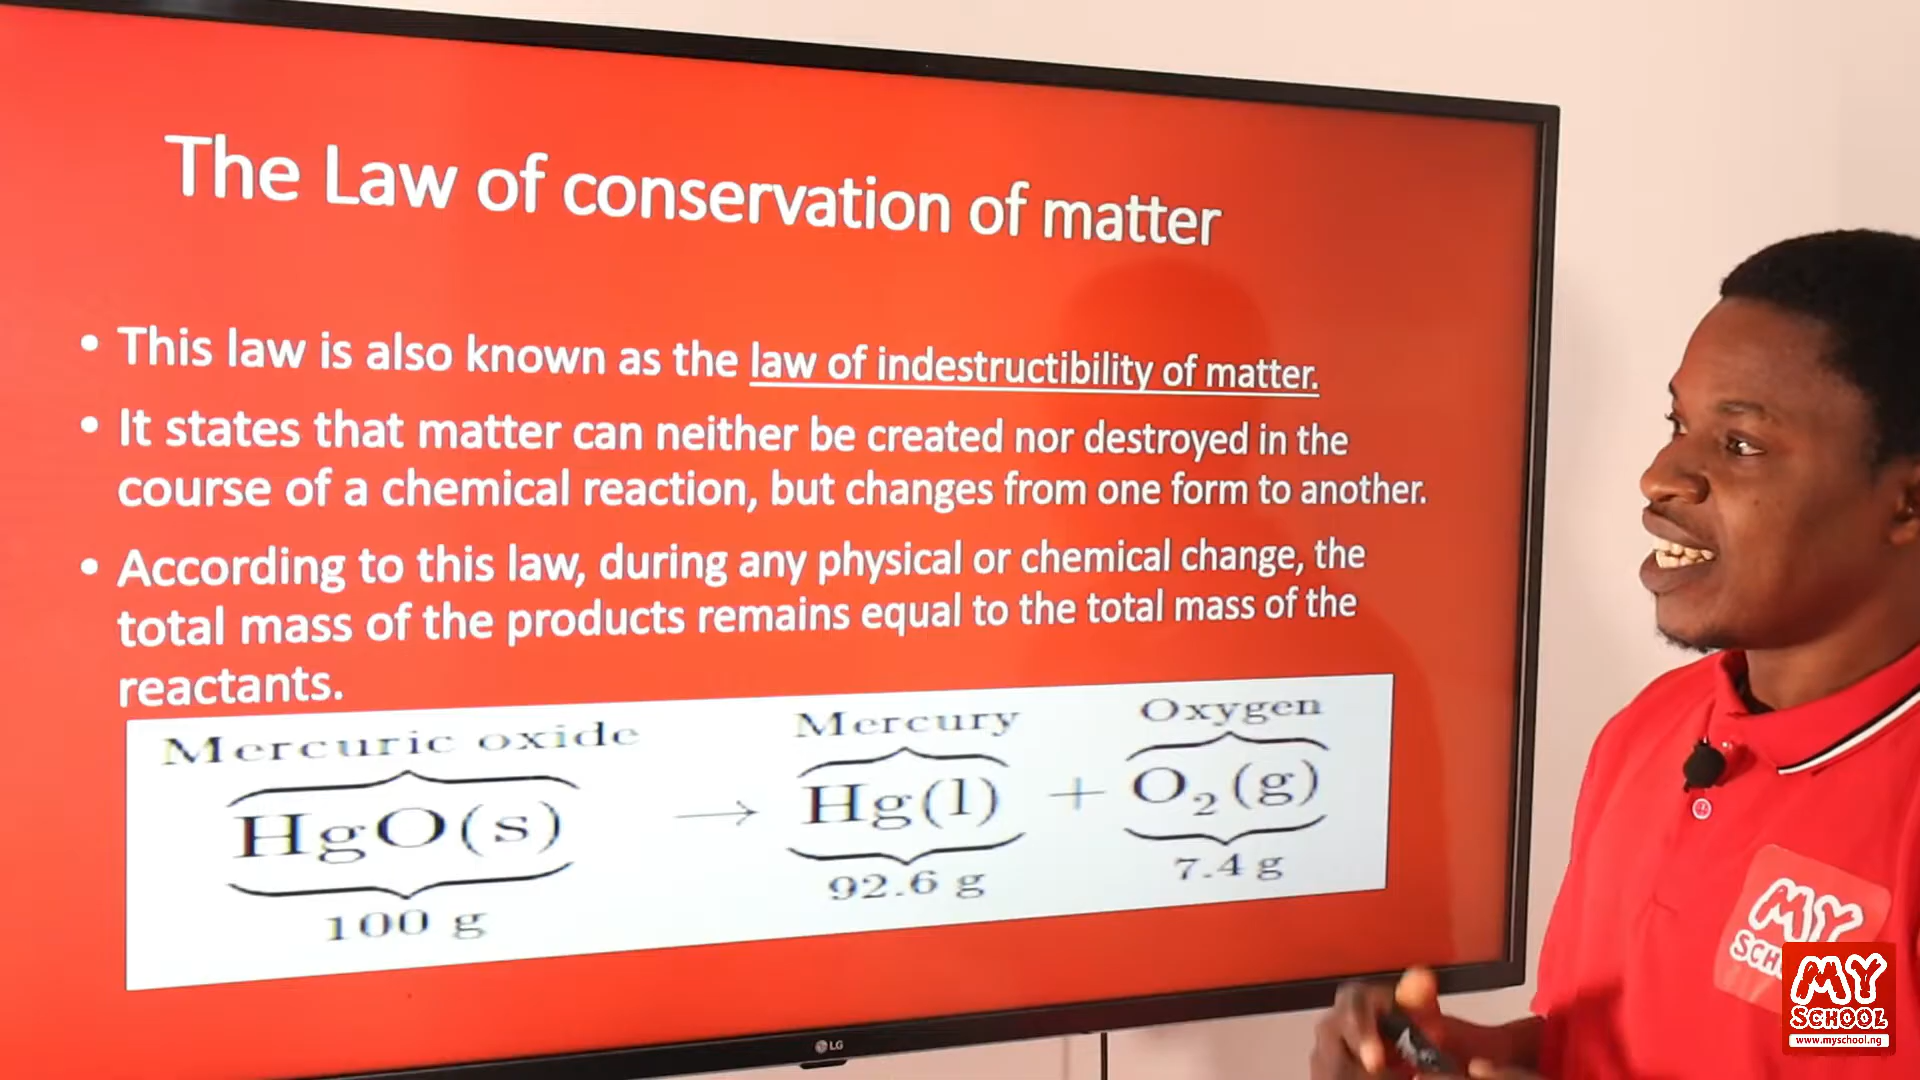 The Law of conservation of matter
• This law is also known as the law of indestructibility of matter.
• It states that matter can neither be created nor destroyed in the
course of a chemical reaction, but changes from one form to another.
• According to this law, during any physical or chemical change, the
total mass of the products remains equal to the total mass of the
reactants.
Mercuric oxide Mercury Oxygen
HgO(s) → Hg(l) + O₂(g)
100 g 92.6 g 7.4 g
LG
MY
SCH
MY
SCHOOL
www.myschool.ng